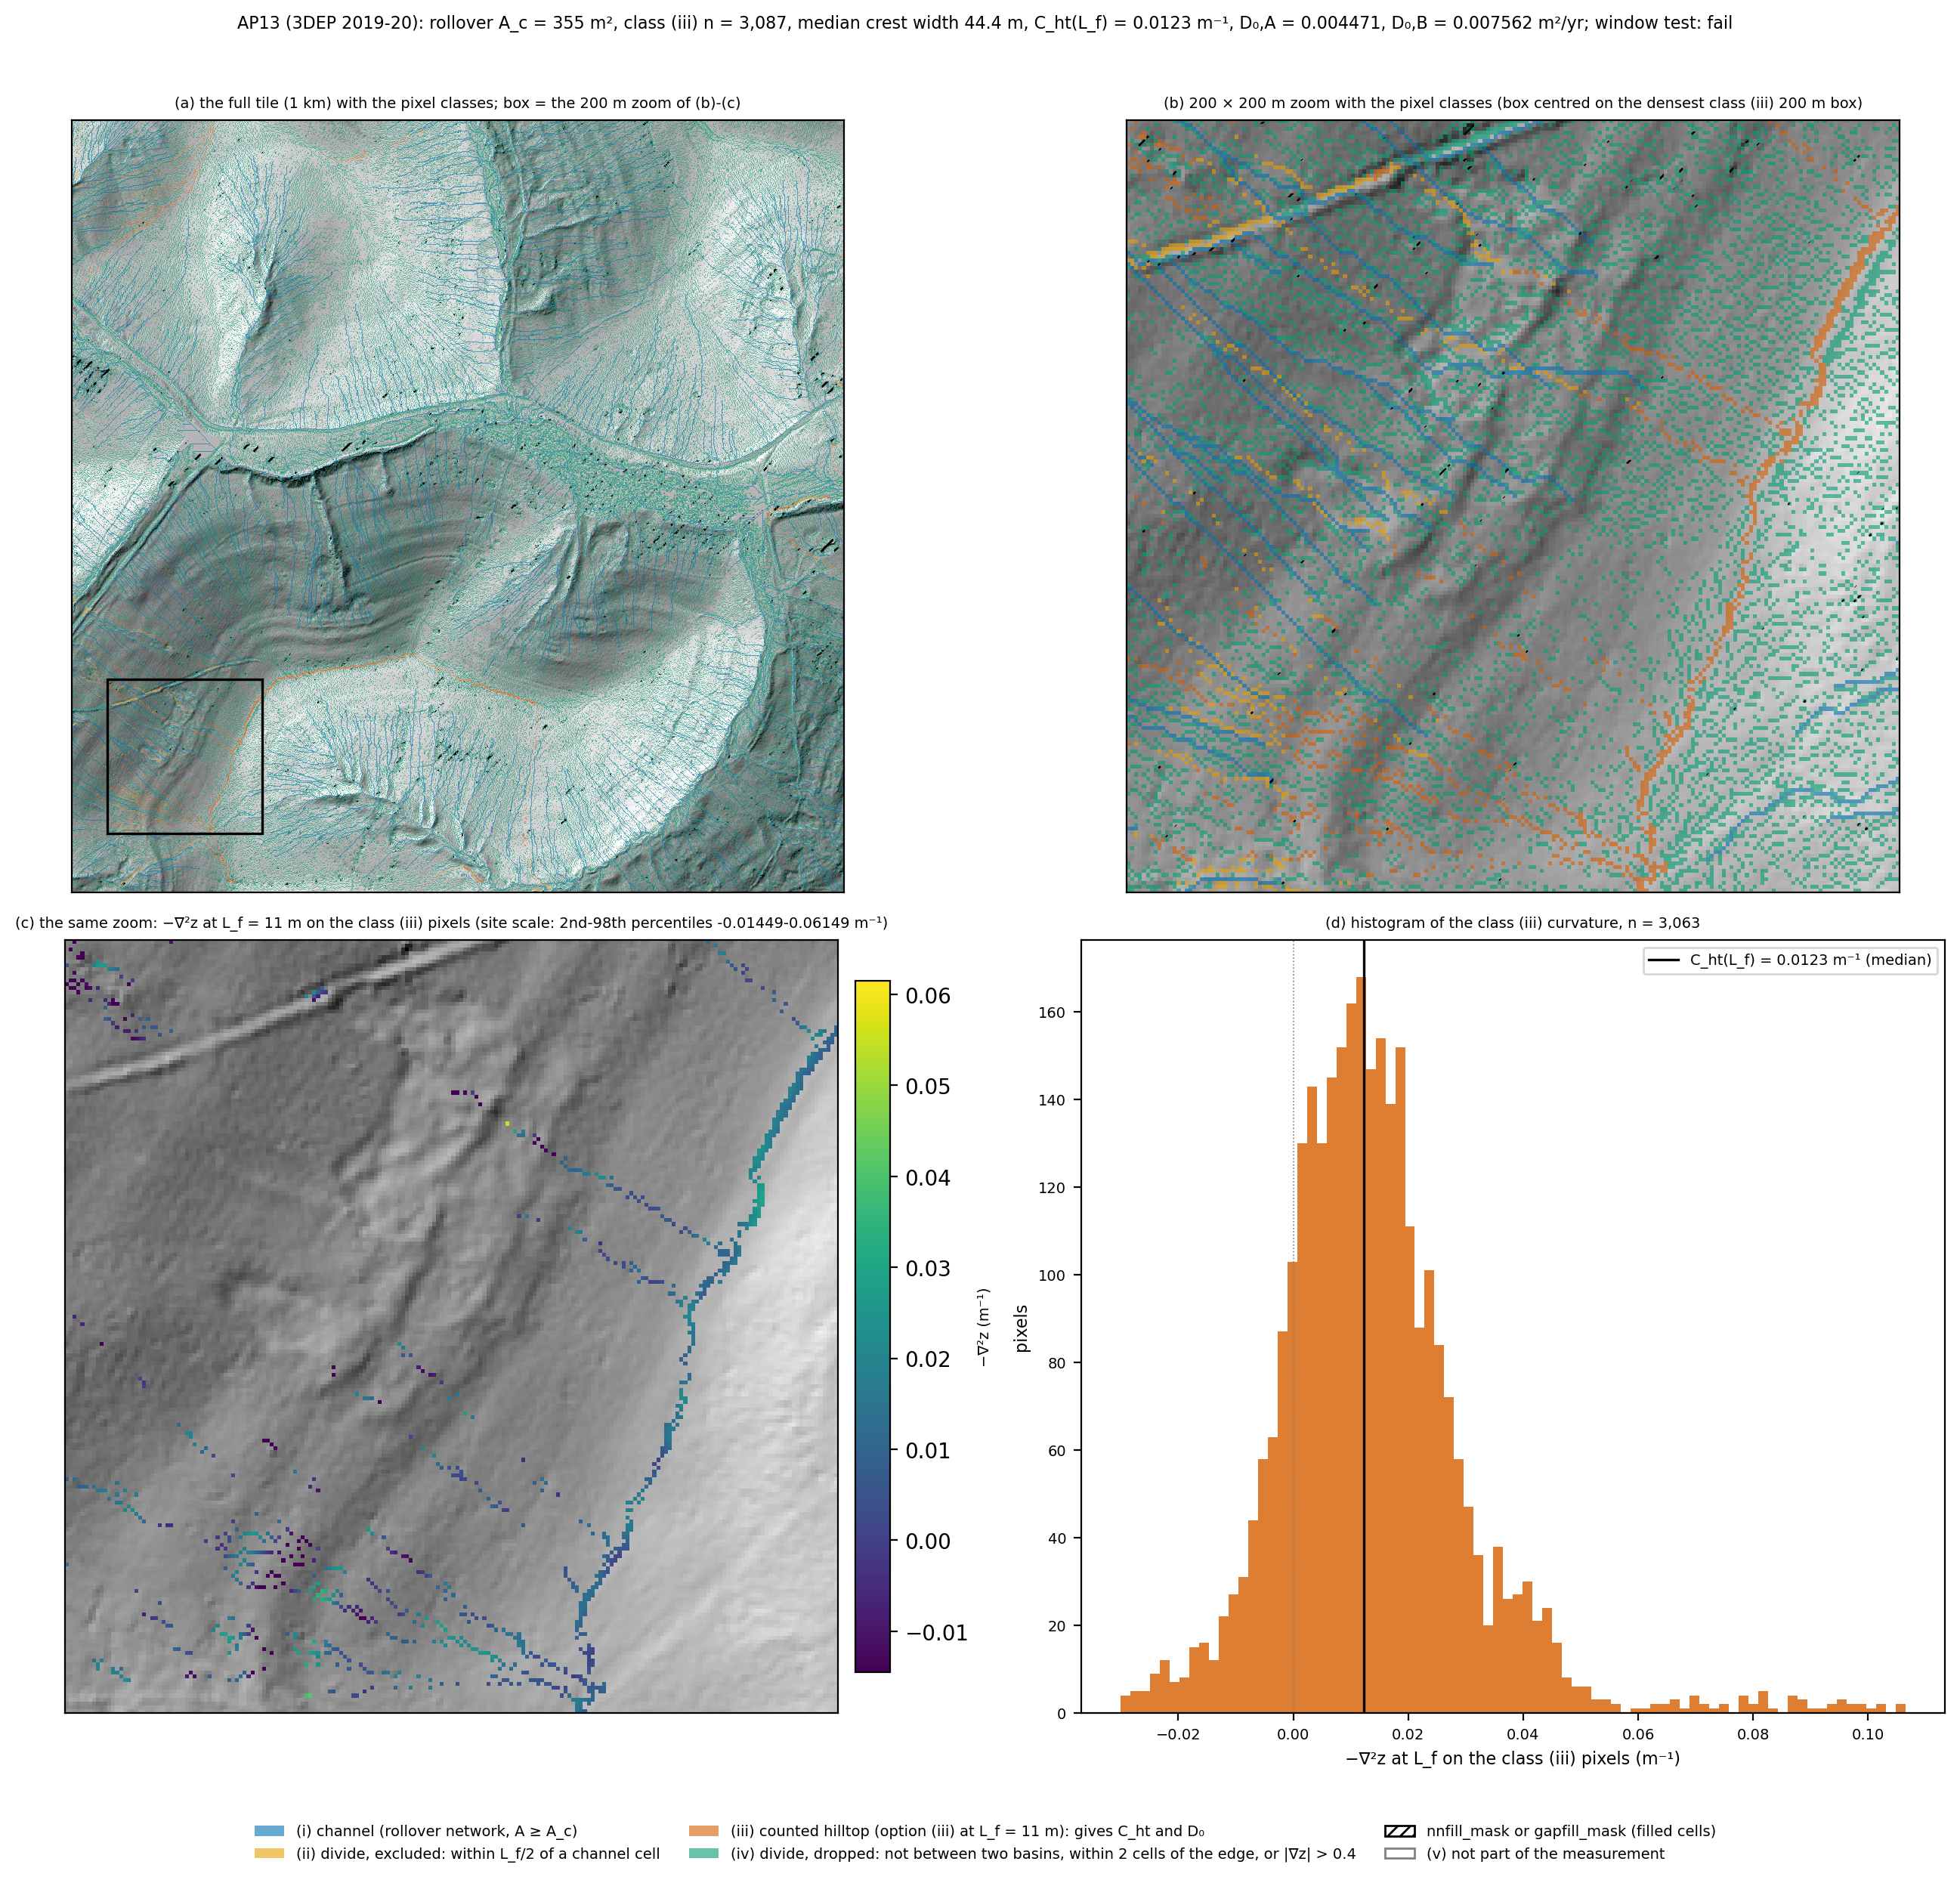 AP13 (3DEP 2019-20): rollover A_c = 355 m², class (iii) n = 3,087, median crest width 44.4 m, C_ht(L_f) = 0.0123 m⁻¹, D₀,A = 0.004471, D₀,B = 0.007562 m²/yr; window test: fail
(a) the full tile (1 km) with the pixel classes; box = the 200 m zoom of (b)-(c)
(b) 200 × 200 m zoom with the pixel classes (box centred on the densest class (iii) 200 m box)
(c) the same zoom: −∇²z at L_f = 11 m on the class (iii) pixels (site scale: 2nd-98th percentiles -0.01449-0.06149 m⁻¹)
0.06
0.05
0.04
0.03
0.02
0.01
0.00
−0.01
−∇²z (m⁻¹)
(d) histogram of the class (iii) curvature, n = 3,063
C_ht(L_f) = 0.0123 m⁻¹ (median)
pixels
160
140
120
100
80
60
40
20
0
−0.02
0.00
0.02
0.04
0.06
0.08
0.10
−∇²z at L_f on the class (iii) pixels (m⁻¹)
(i) channel (rollover network, A ≥ A_c)
(ii) divide, excluded: within L_f/2 of a channel cell
(iii) counted hilltop (option (iii) at L_f = 11 m): gives C_ht and D₀
(iv) divide, dropped: not between two basins, within 2 cells of the edge, or |∇z| > 0.4
nnfill_mask or gapfill_mask (filled cells)
(v) not part of the measurement